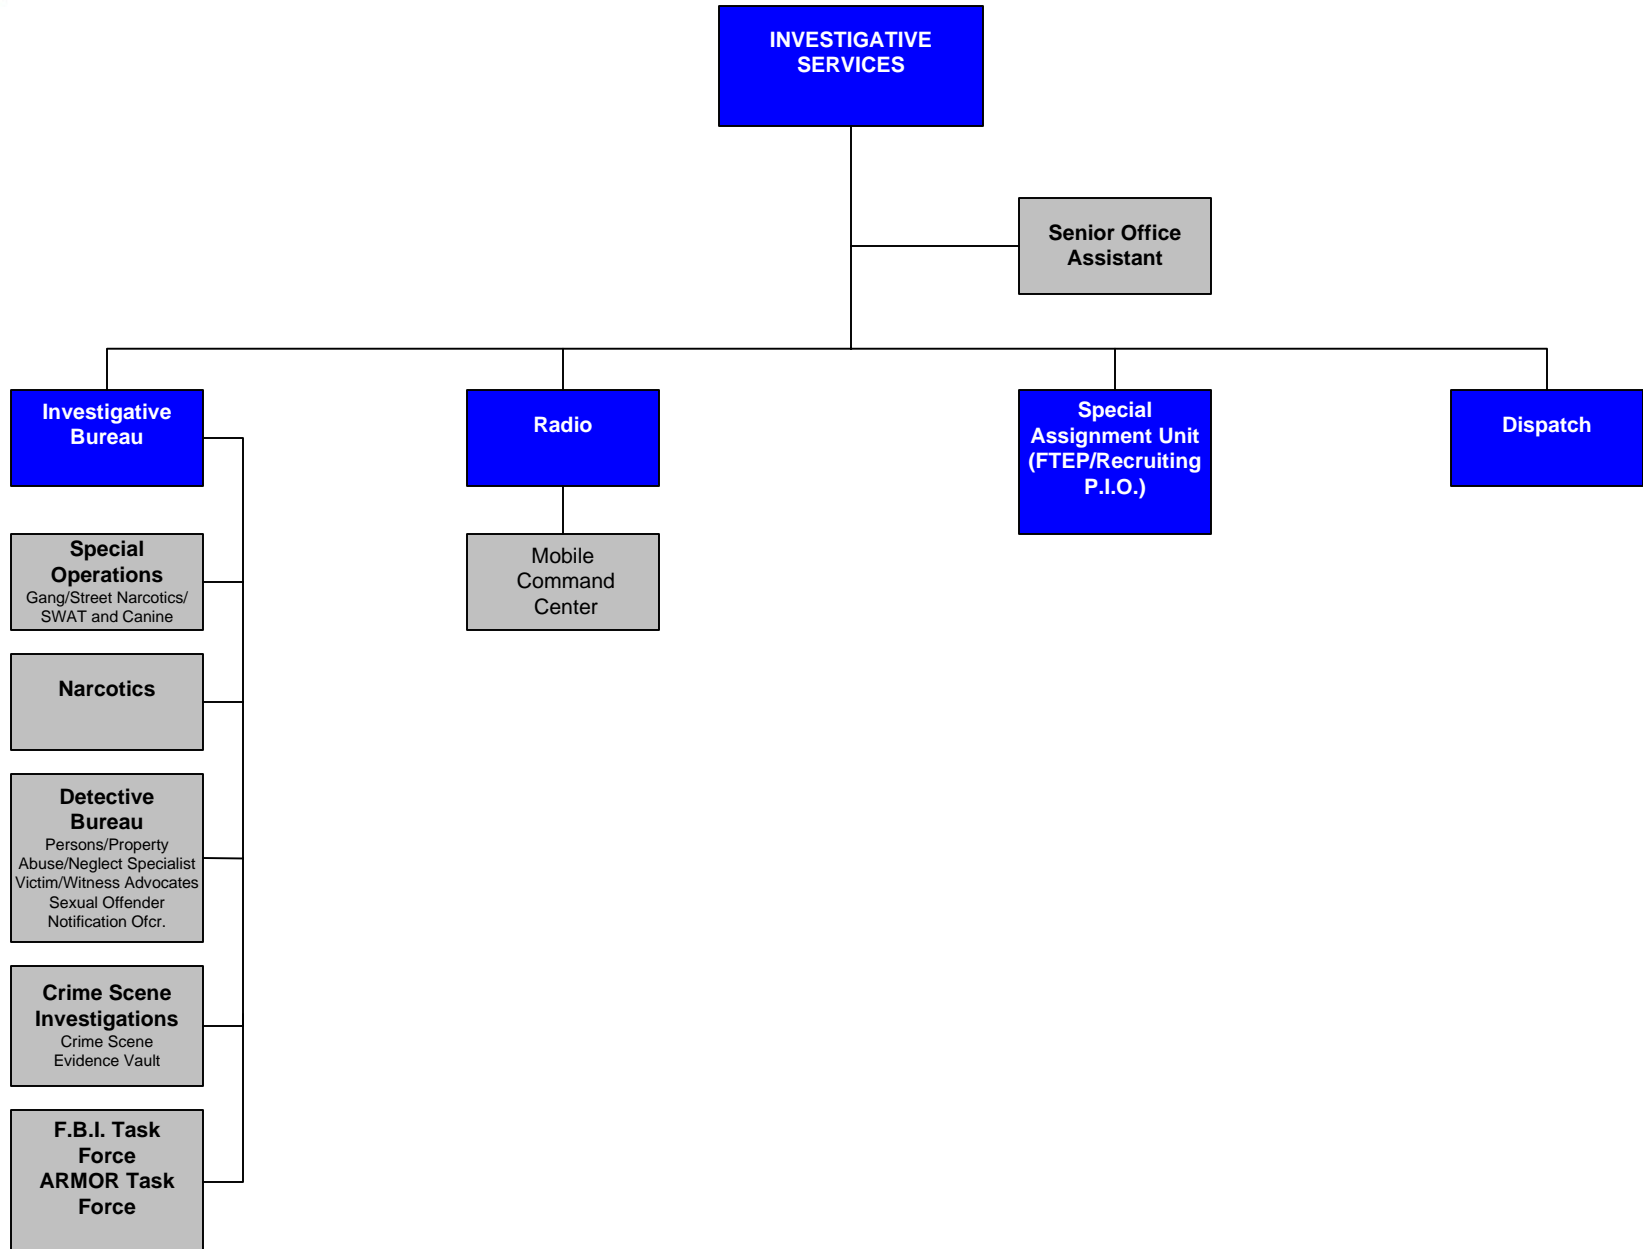 INVESTIGATIVE
SERVICES
Senior Office
Assistant
Investigative
Bureau
Radio
Special
Assignment Unit
(FTEP/Recruiting
P.I.O.)
Dispatch
Special
Operations
Gang/Street Narcotics/
SWAT and Canine
Mobile
Command
Center
Narcotics
Detective
Bureau
Persons/Property
Abuse/Neglect Specialist
Victim/Witness Advocates
Sexual Offender
Notification Ofcr.
Crime Scene
Investigations
Crime Scene
Evidence Vault
F.B.I. Task
Force
ARMOR Task
Force